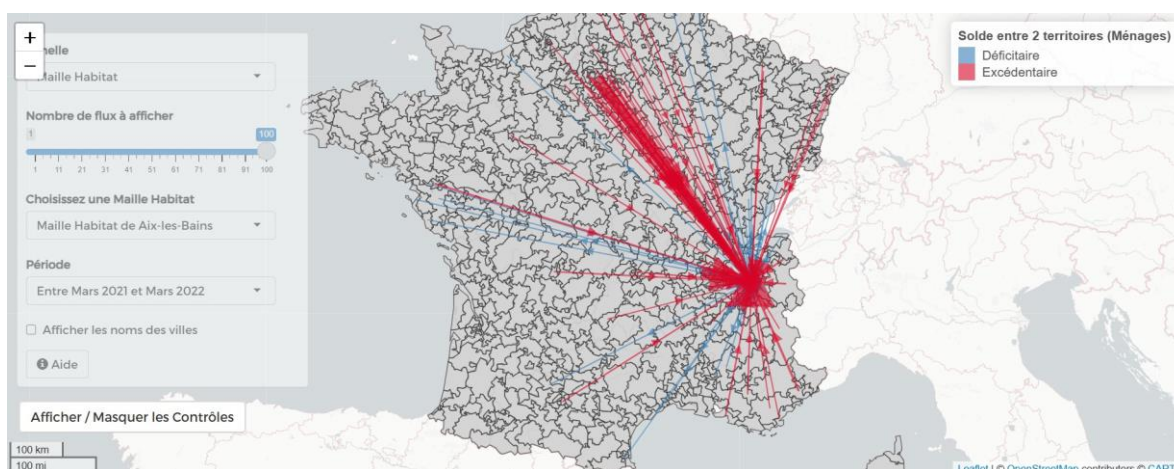 +
−
Maille Habitat
Nombre de flux à afficher
1
100
1 11 21 31 41 51 61 71 81 91 100
Choisissez une Maille Habitat
Maille Habitat de Aix-les-Bains
Période
Entre Mars 2021 et Mars 2022
Afficher les noms des villes
Aide
Afficher / Masquer les Contrôles
100 km
100 mi
Solde entre 2 territoires (Ménages)
Déficitaire
Excédentaire
Leaflet | © OpenStreetMap contributors ©